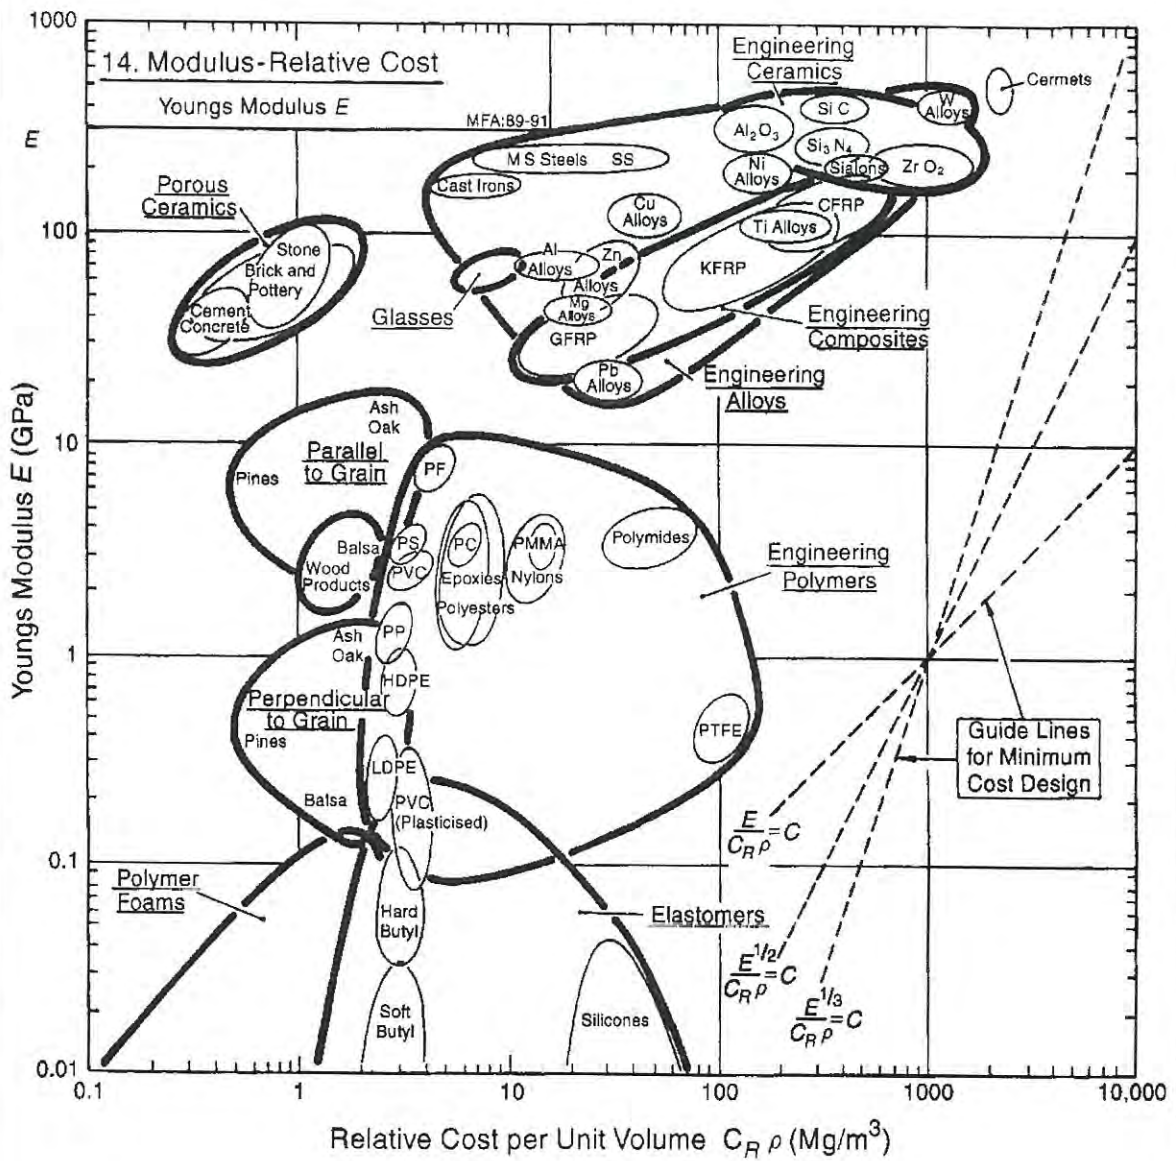 14. Modulus-Relative Cost
Youngs Modulus E
MFA:89-91
Engineering
Ceramics
Si C
W
Alloys
Cermets
Al₂O₃
Si₃ N₄
M S Steels SS
Ni
Alloys
Sialons
Zr O₂
Cast Irons
Porous
Ceramics
Cu
Alloys
CFRP
Ti Alloys
Stone
Brick and
Pottery
Cement
Concrete
Al
Alloys
Zn
Alloys
KFRP
Glasses
Mg
Alloys
GFRP
Engineering
Composites
Pb
Alloys
Engineering
Alloys
Ash
Oak
Parallel
to Grain
Pines
PF
Balsa
Wood
Products
PS
PVC
PC
Epoxies
Polyesters
PMMA
Nylons
Polymides
Engineering
Polymers
Ash
Oak
PP
HDPE
Perpendicular
to Grain
Pines
PTFE
Guide Lines
for Minimum
Cost Design
LDPE
Balsa
PVC
(Plasticised)
E/C_R ρ = C
Polymer
Foams
Hard
Butyl
Elastomers
E^1/2/C_R ρ = C
E^1/3/C_R ρ = C
Soft
Butyl
Silicones
1000
E
100
10
1
0.1
0.01
Youngs Modulus E (GPa)
0.1 1 10 100 1000 10,000
Relative Cost per Unit Volume C_R ρ (Mg/m³)